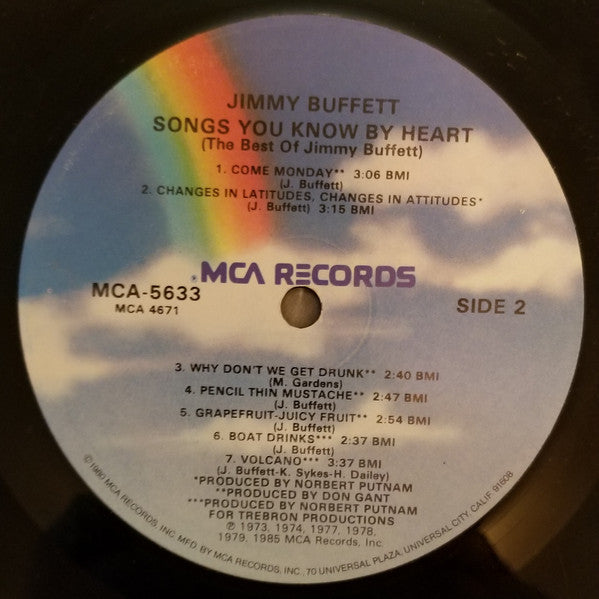 JIMMY BUFFETT
SONGS YOU KNOW BY HEART
(The Best Of Jimmy Buffett)
1. COME MONDAY** 3:06 BMI
(J. Buffett)
2. CHANGES IN LATITUDES, CHANGES IN ATTITUDES*
(J. Buffett) 3:15 BMI
®MCA RECORDS
MCA-5633
MCA 4671
SIDE 2
3. WHY DON'T WE GET DRUNK** 2:40 BMI
(M. Gardens)
4. PENCIL THIN MUSTACHE** 2:47 BMI
(J. Buffett)
5. GRAPEFRUIT-JUICY FRUIT** 2:54 BMI
(J. Buffett)
6. BOAT DRINKS*** 2:37 BMI
(J. Buffett)
7. VOLCANO*** 3:37 BMI
(J. Buffett-K. Sykes-H. Dailey)
*PRODUCED BY NORBERT PUTNAM
**PRODUCED BY DON GANT
***PRODUCED BY NORBERT PUTNAM
FOR TREBRON PRODUCTIONS
℗ 1973, 1974, 1977, 1978,
1979, 1985 MCA Records, Inc.
©1980 MCA RECORDS, INC. MFD. BY MCA RECORDS, INC., 70 UNIVERSAL PLAZA, UNIVERSAL CITY, CALIF. 91608